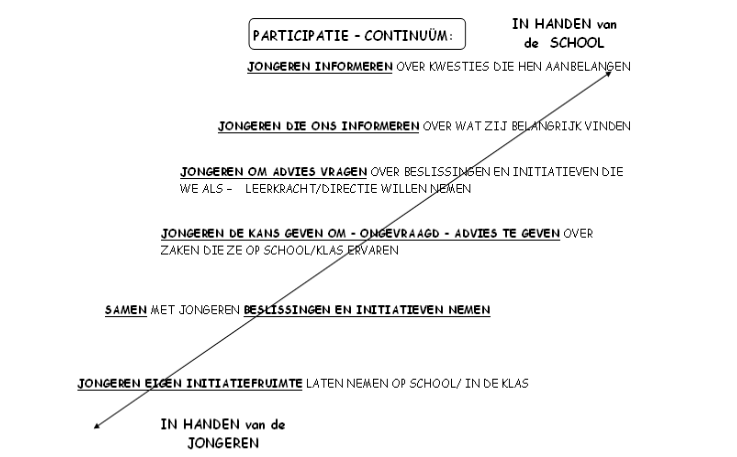 PARTICIPATIE - CONTINUÜM:
IN HANDEN van
de SCHOOL
JONGEREN INFORMEREN OVER KWESTIES DIE HEN AANBELANGEN
JONGEREN DIE ONS INFORMEREN OVER WAT ZIJ BELANGRIJK VINDEN
JONGEREN OM ADVIES VRAGEN OVER BESLISSINGEN EN INITIATIEVEN DIE
WE ALS – LEERKRACHT/DIRECTIE WILLEN NEMEN
JONGEREN DE KANS GEVEN OM - ONGEVRAAGD - ADVIES TE GEVEN OVER
ZAKEN DIE ZE OP SCHOOL/KLAS ERVAREN
SAMEN MET JONGEREN BESLISSINGEN EN INITIATIEVEN NEMEN
JONGEREN EIGEN INITIATIEFRUIMTE LATEN NEMEN OP SCHOOL/ IN DE KLAS
IN HANDEN van de
JONGEREN